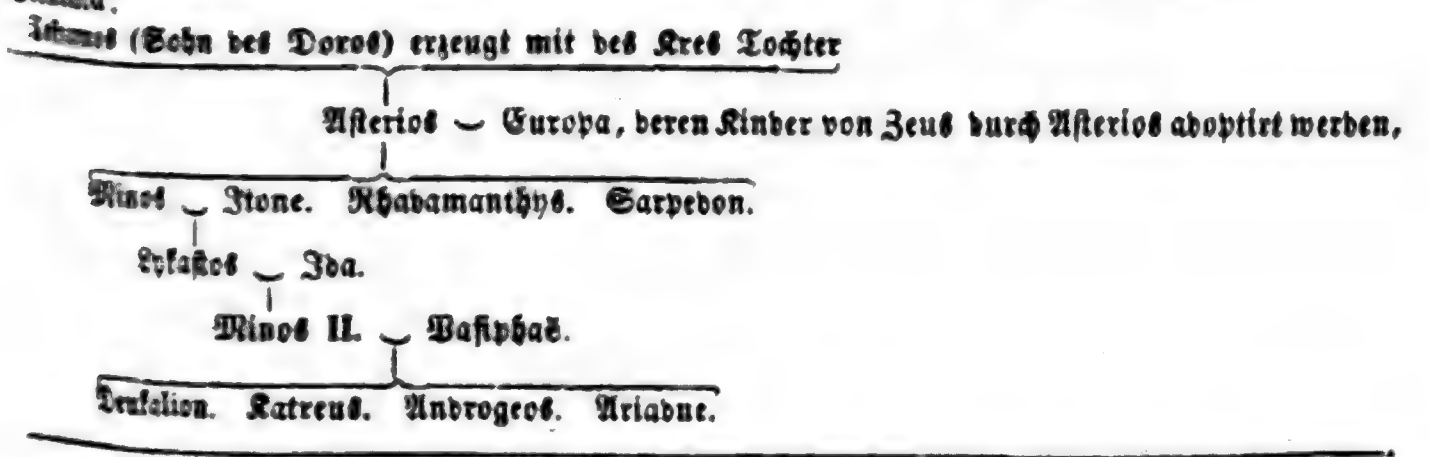 (Sohn des Doros) erzeugt mit des Kres Tochter
Asterios ⏑ Europa, deren Kinder von Zeus durch Asterios adoptirt werden,
Minos ⏑ Itone. Rhadamanthys. Sarpedon.
Lykastos ⏑ Ida.
Minos II. ⏑ Pasiphaë.
Deukalion. Katreus. Androgeos. Ariadne.